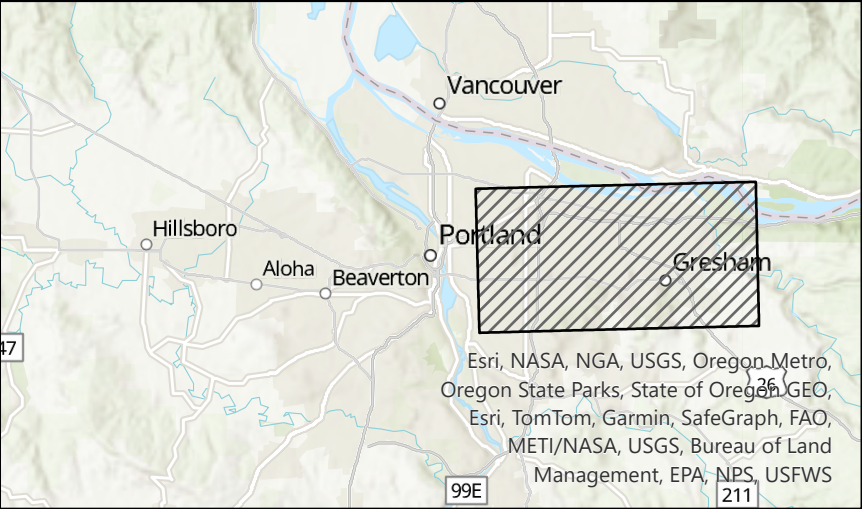 Vancouver
Portland
Hillsboro
Gresham
Aloha
Beaverton
47
Esri, NASA, NGA, USGS, Oregon Metro,
Oregon State Parks, State of Oregon GEO,
26
Esri, TomTom, Garmin, SafeGraph, FAO,
METI/NASA, USGS, Bureau of Land
Management, EPA, NPS, USFWS
99E
211